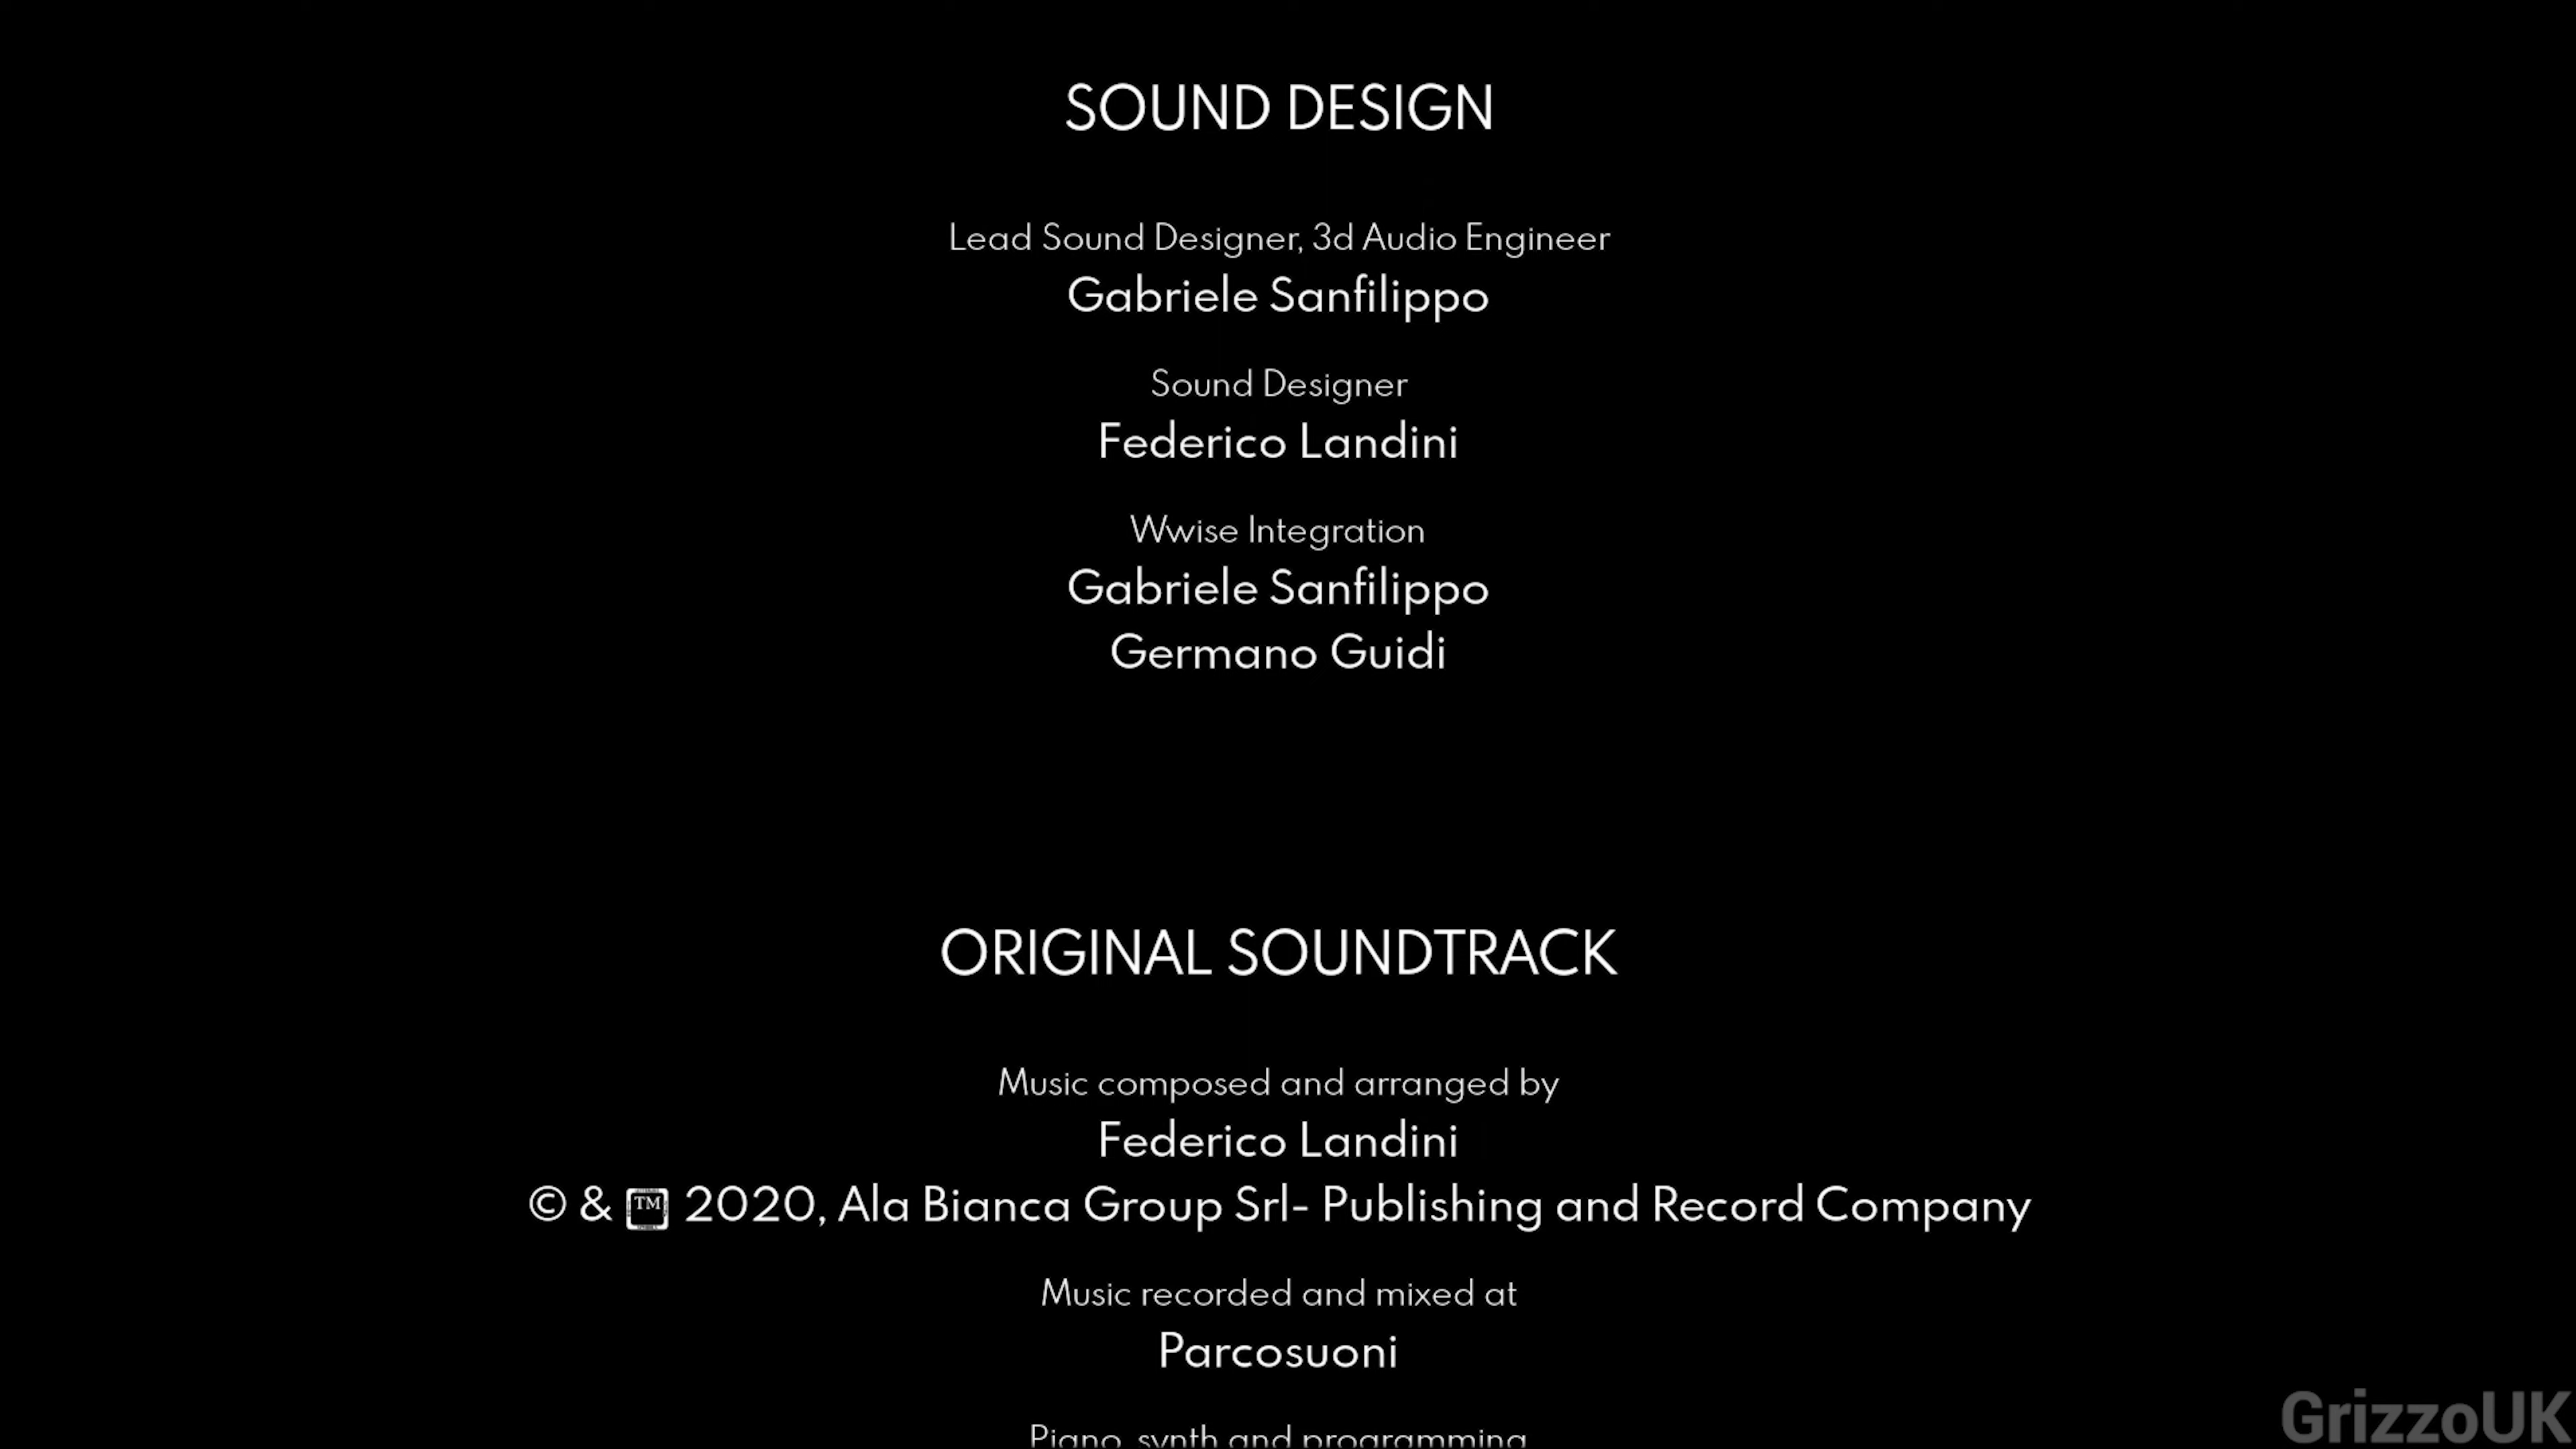 SOUND DESIGN
Lead Sound Designer, 3d Audio Engineer
Gabriele Sanfilippo
Sound Designer
Federico Landini
Wwise Integration
Gabriele Sanfilippo
Germano Guidi
ORIGINAL SOUNDTRACK
Music composed and arranged by
Federico Landini
© & ™ 2020, Ala Bianca Group Srl- Publishing and Record Company
Music recorded and mixed at
Parcosuoni
Piano, synth and programming
GrizzoUK